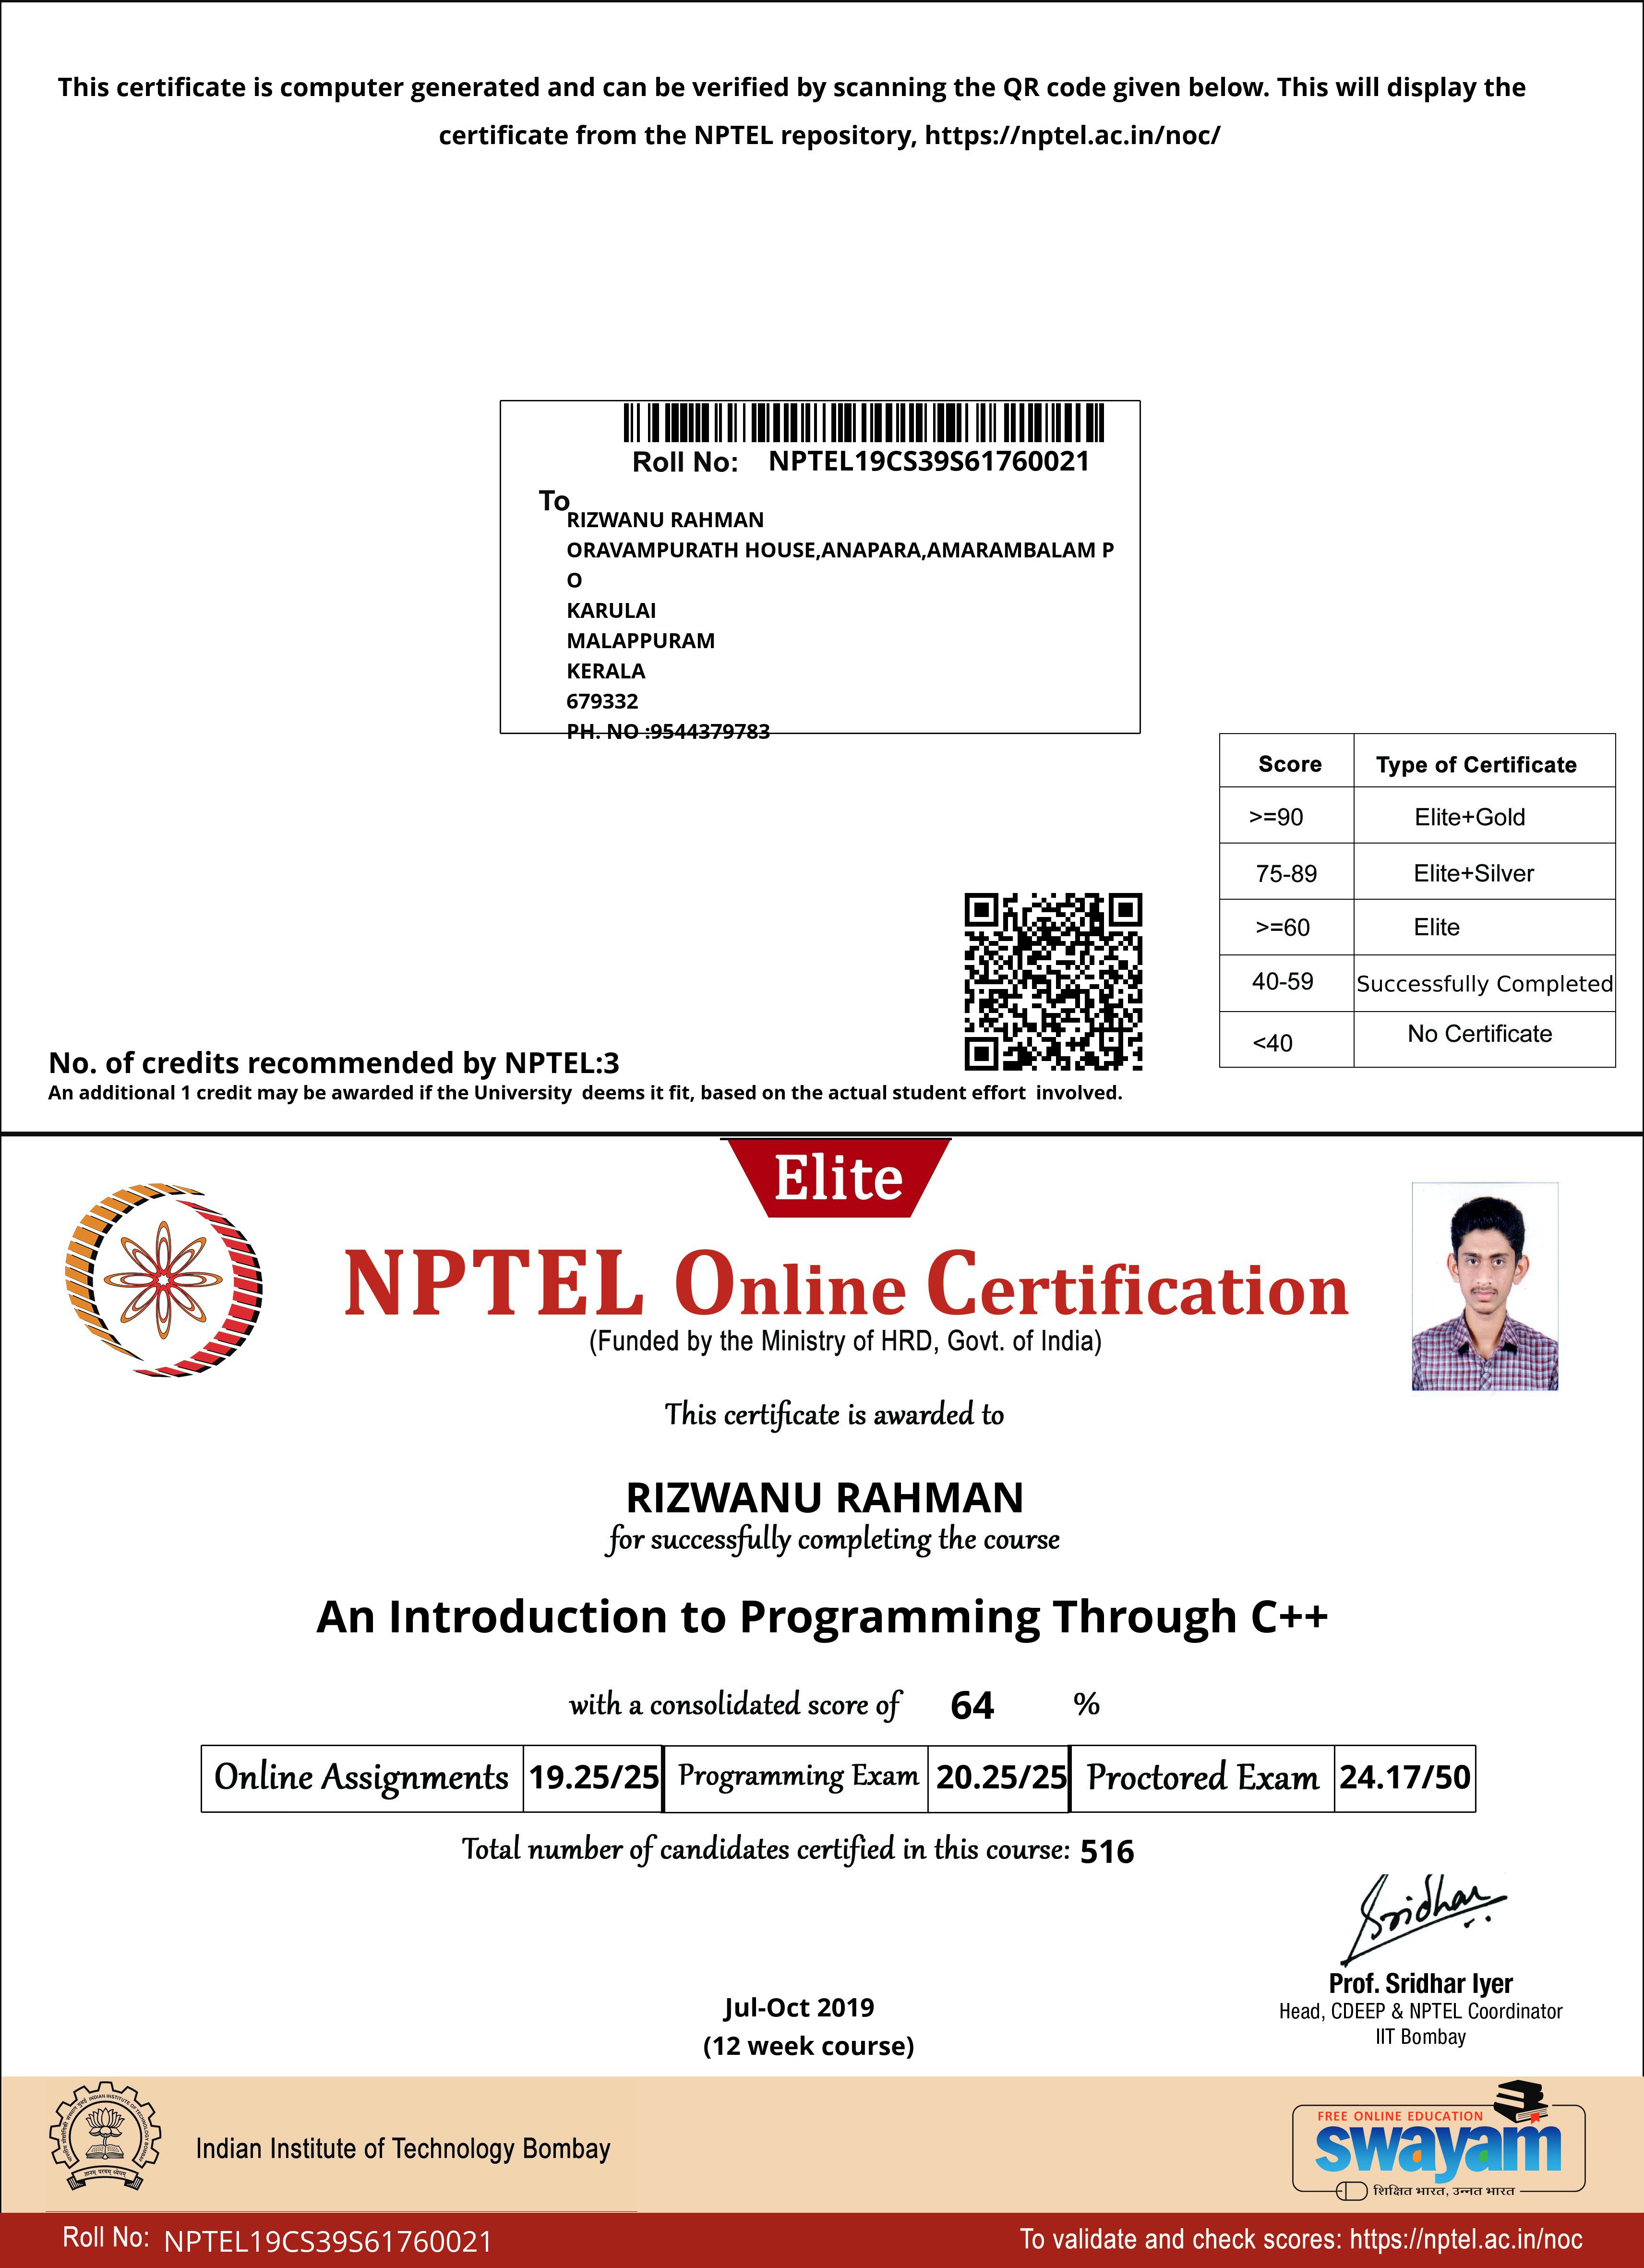 This certificate is computer generated and can be verified by scanning the QR code given below. This will display the
certificate from the NPTEL repository, https://nptel.ac.in/noc/
Roll No: NPTEL19CS39S61760021
To
RIZWANU RAHMAN
ORAVAMPURATH HOUSE,ANAPARA,AMARAMBALAM P
O
KARULAI
MALAPPURAM
KERALA
679332
PH. NO :9544379783
Score Type of Certificate
>=90 Elite+Gold
75-89 Elite+Silver
>=60 Elite
40-59 Successfully Completed
<40 No Certificate
No. of credits recommended by NPTEL:3
An additional 1 credit may be awarded if the University deems it fit, based on the actual student effort involved.
Elite
NPTEL Online Certification
(Funded by the Ministry of HRD, Govt. of India)
This certificate is awarded to
RIZWANU RAHMAN
for successfully completing the course
An Introduction to Programming Through C++
with a consolidated score of 64 %
Online Assignments 19.25/25 Programming Exam 20.25/25 Proctored Exam 24.17/50
Total number of candidates certified in this course: 516
Sridhar
Prof. Sridhar Iyer
Head, CDEEP & NPTEL Coordinator
IIT Bombay
Jul-Oct 2019
(12 week course)
INDIAN INSTITUTE OF TECHNOLOGY BOMBAY
ज्ञानम् परमम् ध्येयम्
Indian Institute of Technology Bombay
FREE ONLINE EDUCATION
swayam
शिक्षित भारत, उन्नत भारत
Roll No: NPTEL19CS39S61760021
To validate and check scores: https://nptel.ac.in/noc